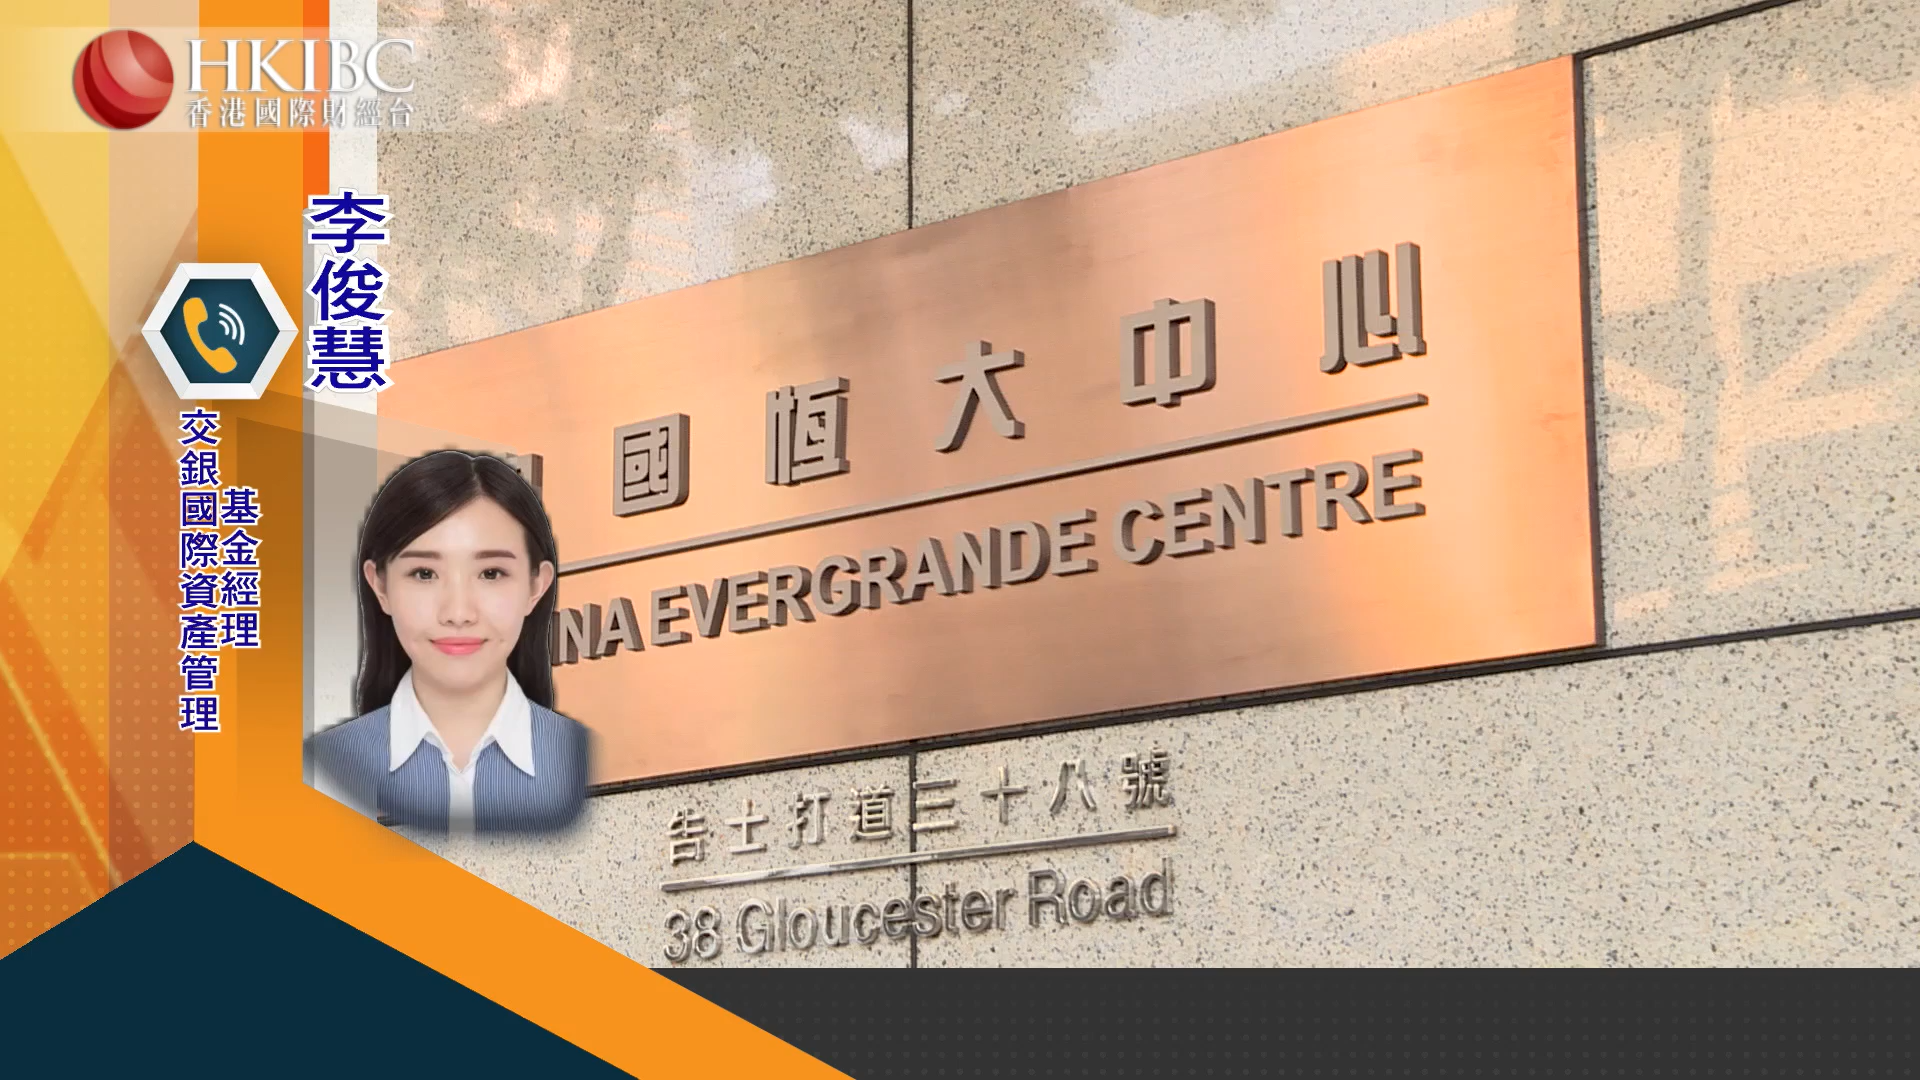 HKIBC
香港國際財經台
李俊慧
交銀國際資產管理
基金經理
國恆大中心
NA EVERGRANDE CENTRE
告士打道三十八號
38 Gloucester Road